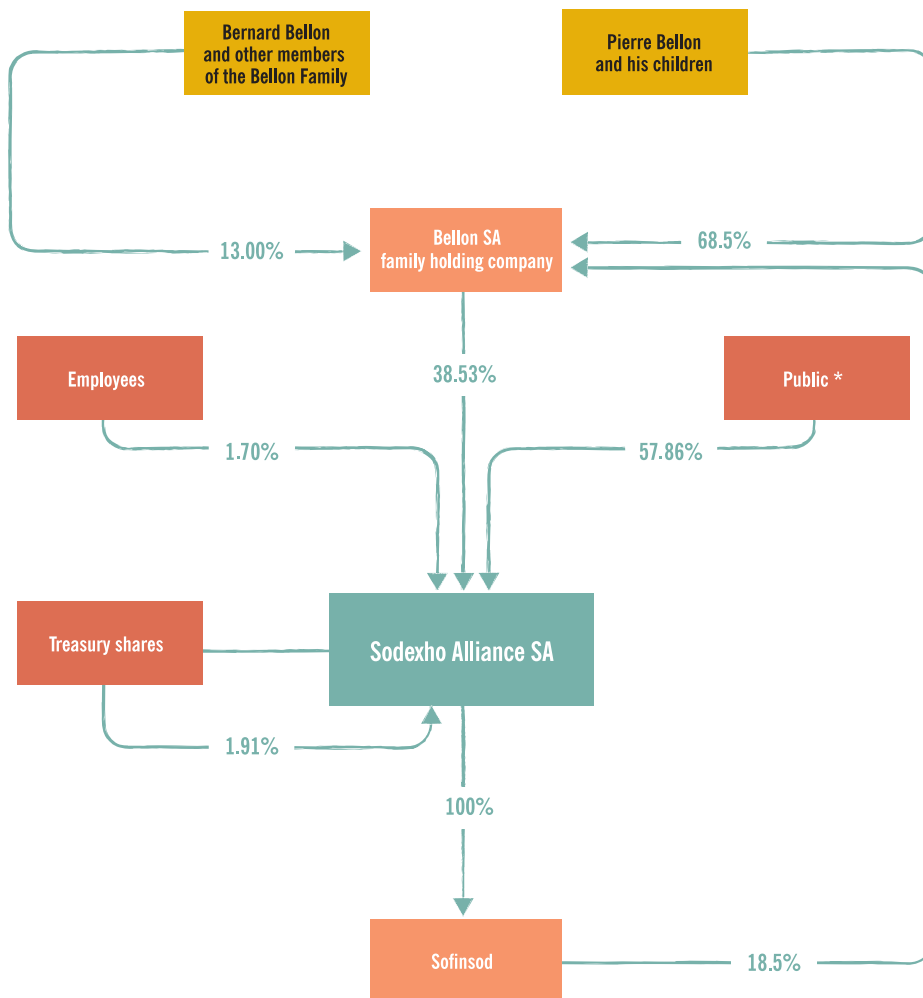 Bernard Bellon
and other members
of the Bellon Family
Pierre Bellon
and his children
13.00%
Bellon SA
family holding company
68.5%
Employees
38.53%
Public *
1.70%
57.86%
Treasury shares
Sodexho Alliance SA
1.91%
100%
Sofinsod
18.5%